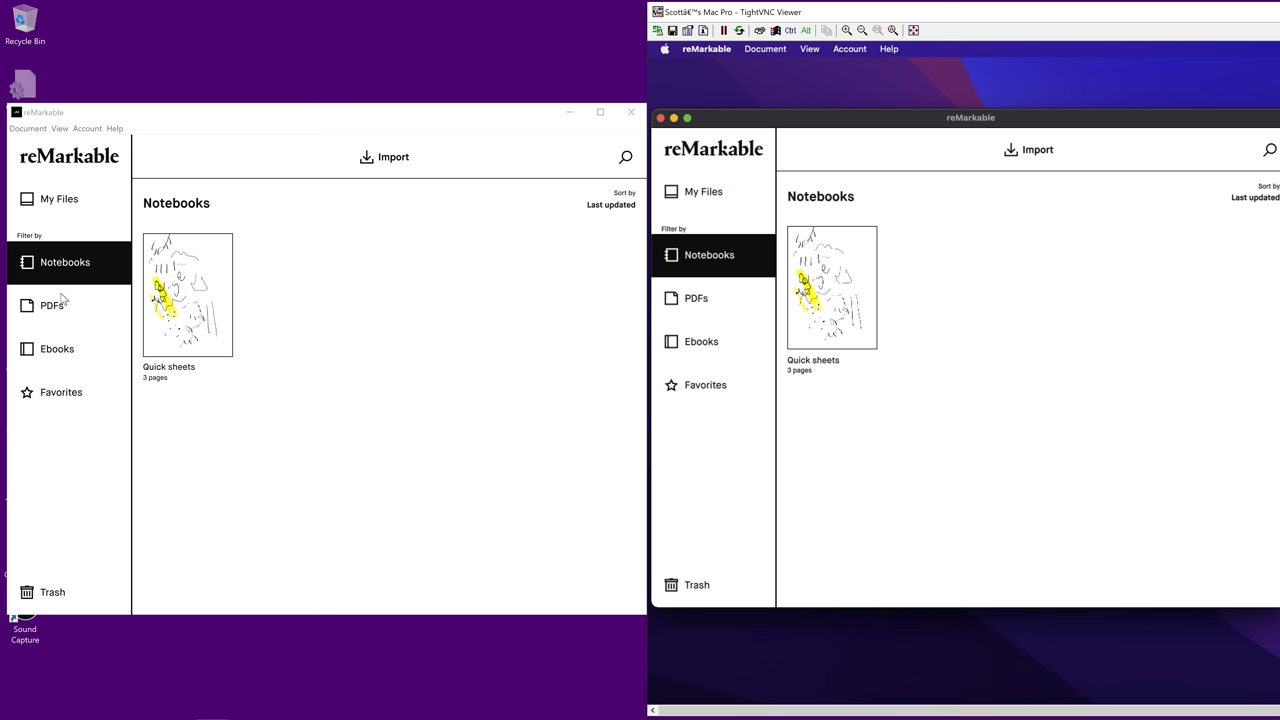 Recycle Bin
Sound
Capture
reMarkable
Document View Account Help
reMarkable
Import
My Files
Filter by
Notebooks
PDFs
Ebooks
Favorites
Trash
Notebooks
Sort by
Last updated
Quick sheets
3 pages
Scottâ€™s Mac Pro - TightVNC Viewer
Ctrl Alt
reMarkable Document View Account Help
reMarkable
reMarkable
Import
My Files
Filter by
Notebooks
PDFs
Ebooks
Favorites
Trash
Notebooks
Sort by
Last updated
Quick sheets
3 pages